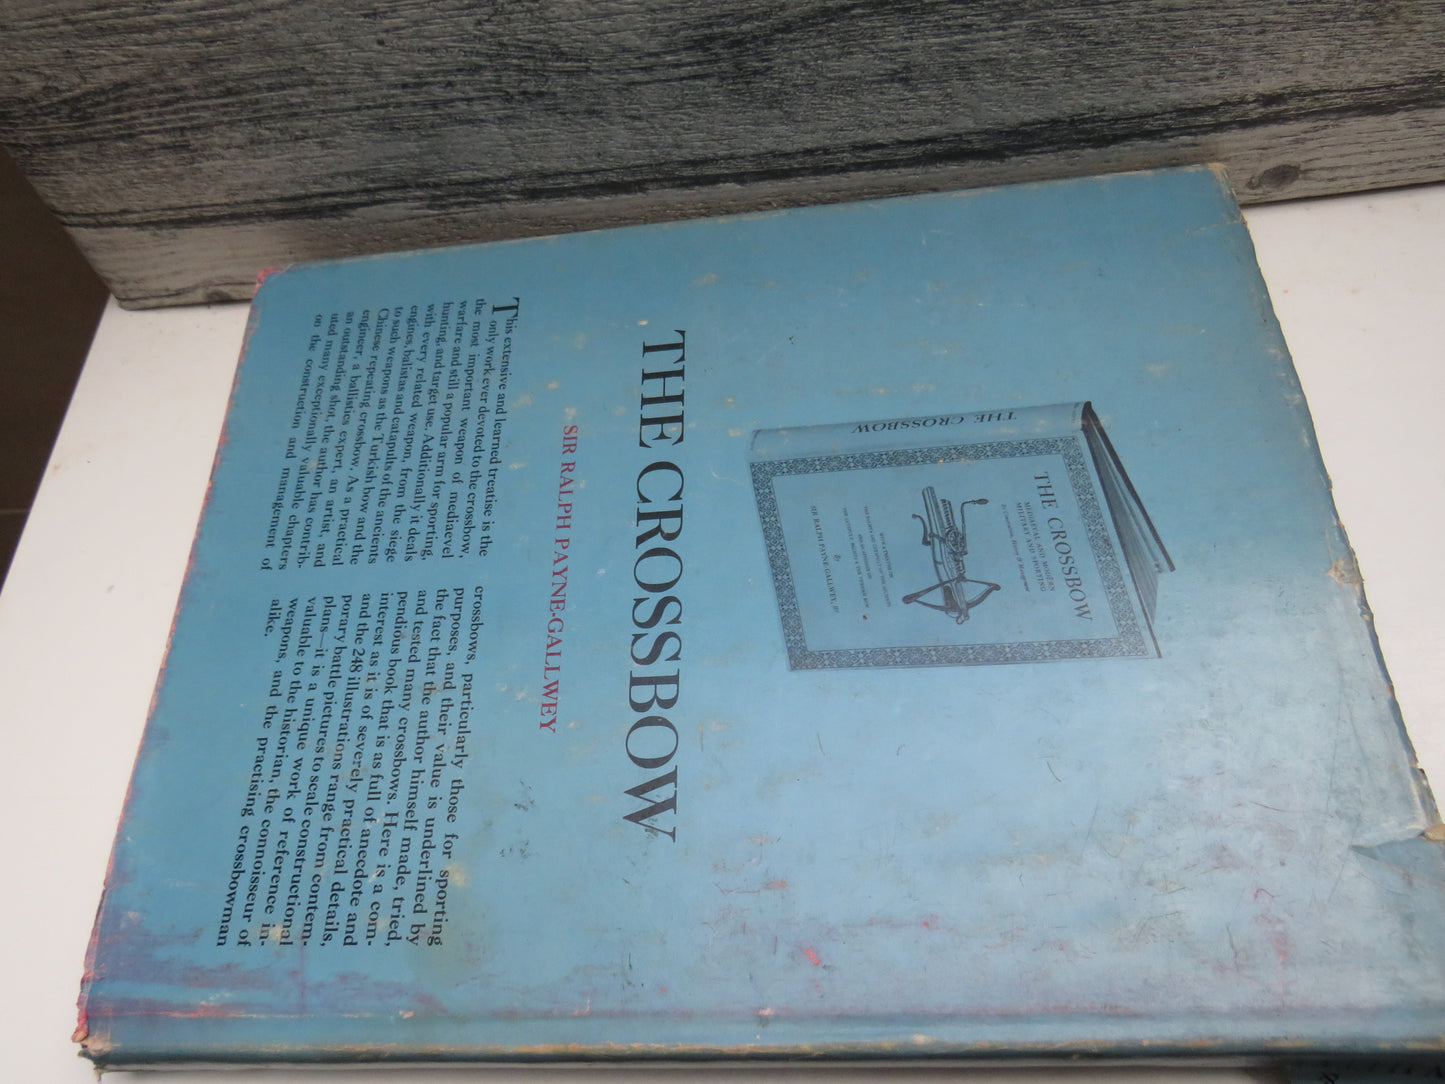 THE CROSSBOW
THE CROSSBOW
MEDIAEVAL AND MODERN
MILITARY AND SPORTING
by
SIR RALPH PAYNE-GALLWEY, Bt
THE CROSSBOW
SIR RALPH PAYNE-GALLWEY
This extensive and learned treatise is the
only work ever devoted to the crossbow,
the most important weapon of mediaevel
warfare and still a popular arm for sporting,
hunting, and target use. Additionally it deals
with every related weapon, from the siege
engines, balistas and catapults of the ancients
to such weapons as the Turkish bow and the
Chinese repeating crossbow. As a practical
engineer, a ballistics expert, an artist, and
an outstanding shot, the author has contrib-
uted many exceptionally valuable chapters
on the construction and management of
crossbows, particularly those for sporting
purposes, and their value is underlined by
the fact that the author himself made, tried,
and tested many crossbows. Here is a com-
pendious book that is as full of anecdote and
interest as it is of severely practical details,
and the 248 illustrations range from contem-
porary battle pictures to scale constructional
plans—it is a unique work of reference in-
valuable to the historian, the connoisseur of
weapons, and the practising crossbowman
alike.